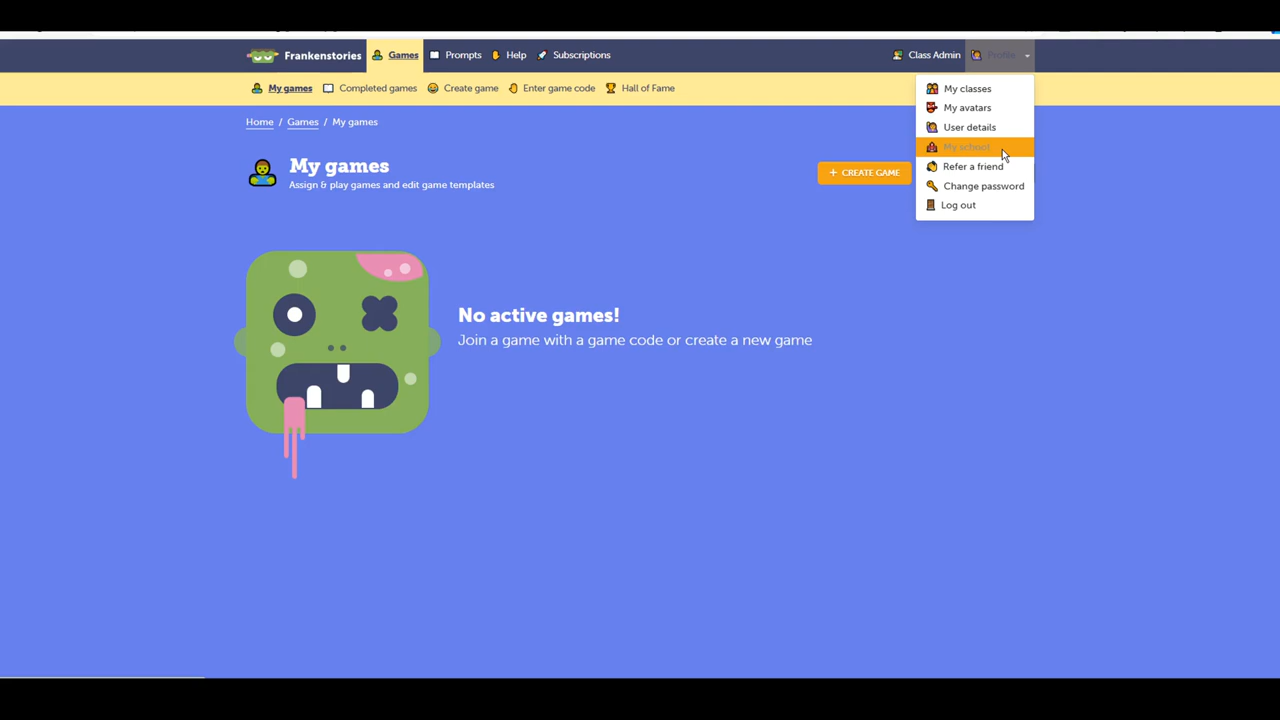 Frankenstories Games Prompts Help Subscriptions Class Admin Profile
My games Completed games Create game Enter game code Hall of Fame
My classes
My avatars
User details
My school
Refer a friend
Change password
Log out
Home / Games / My games
My games
Assign & play games and edit game templates
+ CREATE GAME
No active games!
Join a game with a game code or create a new game